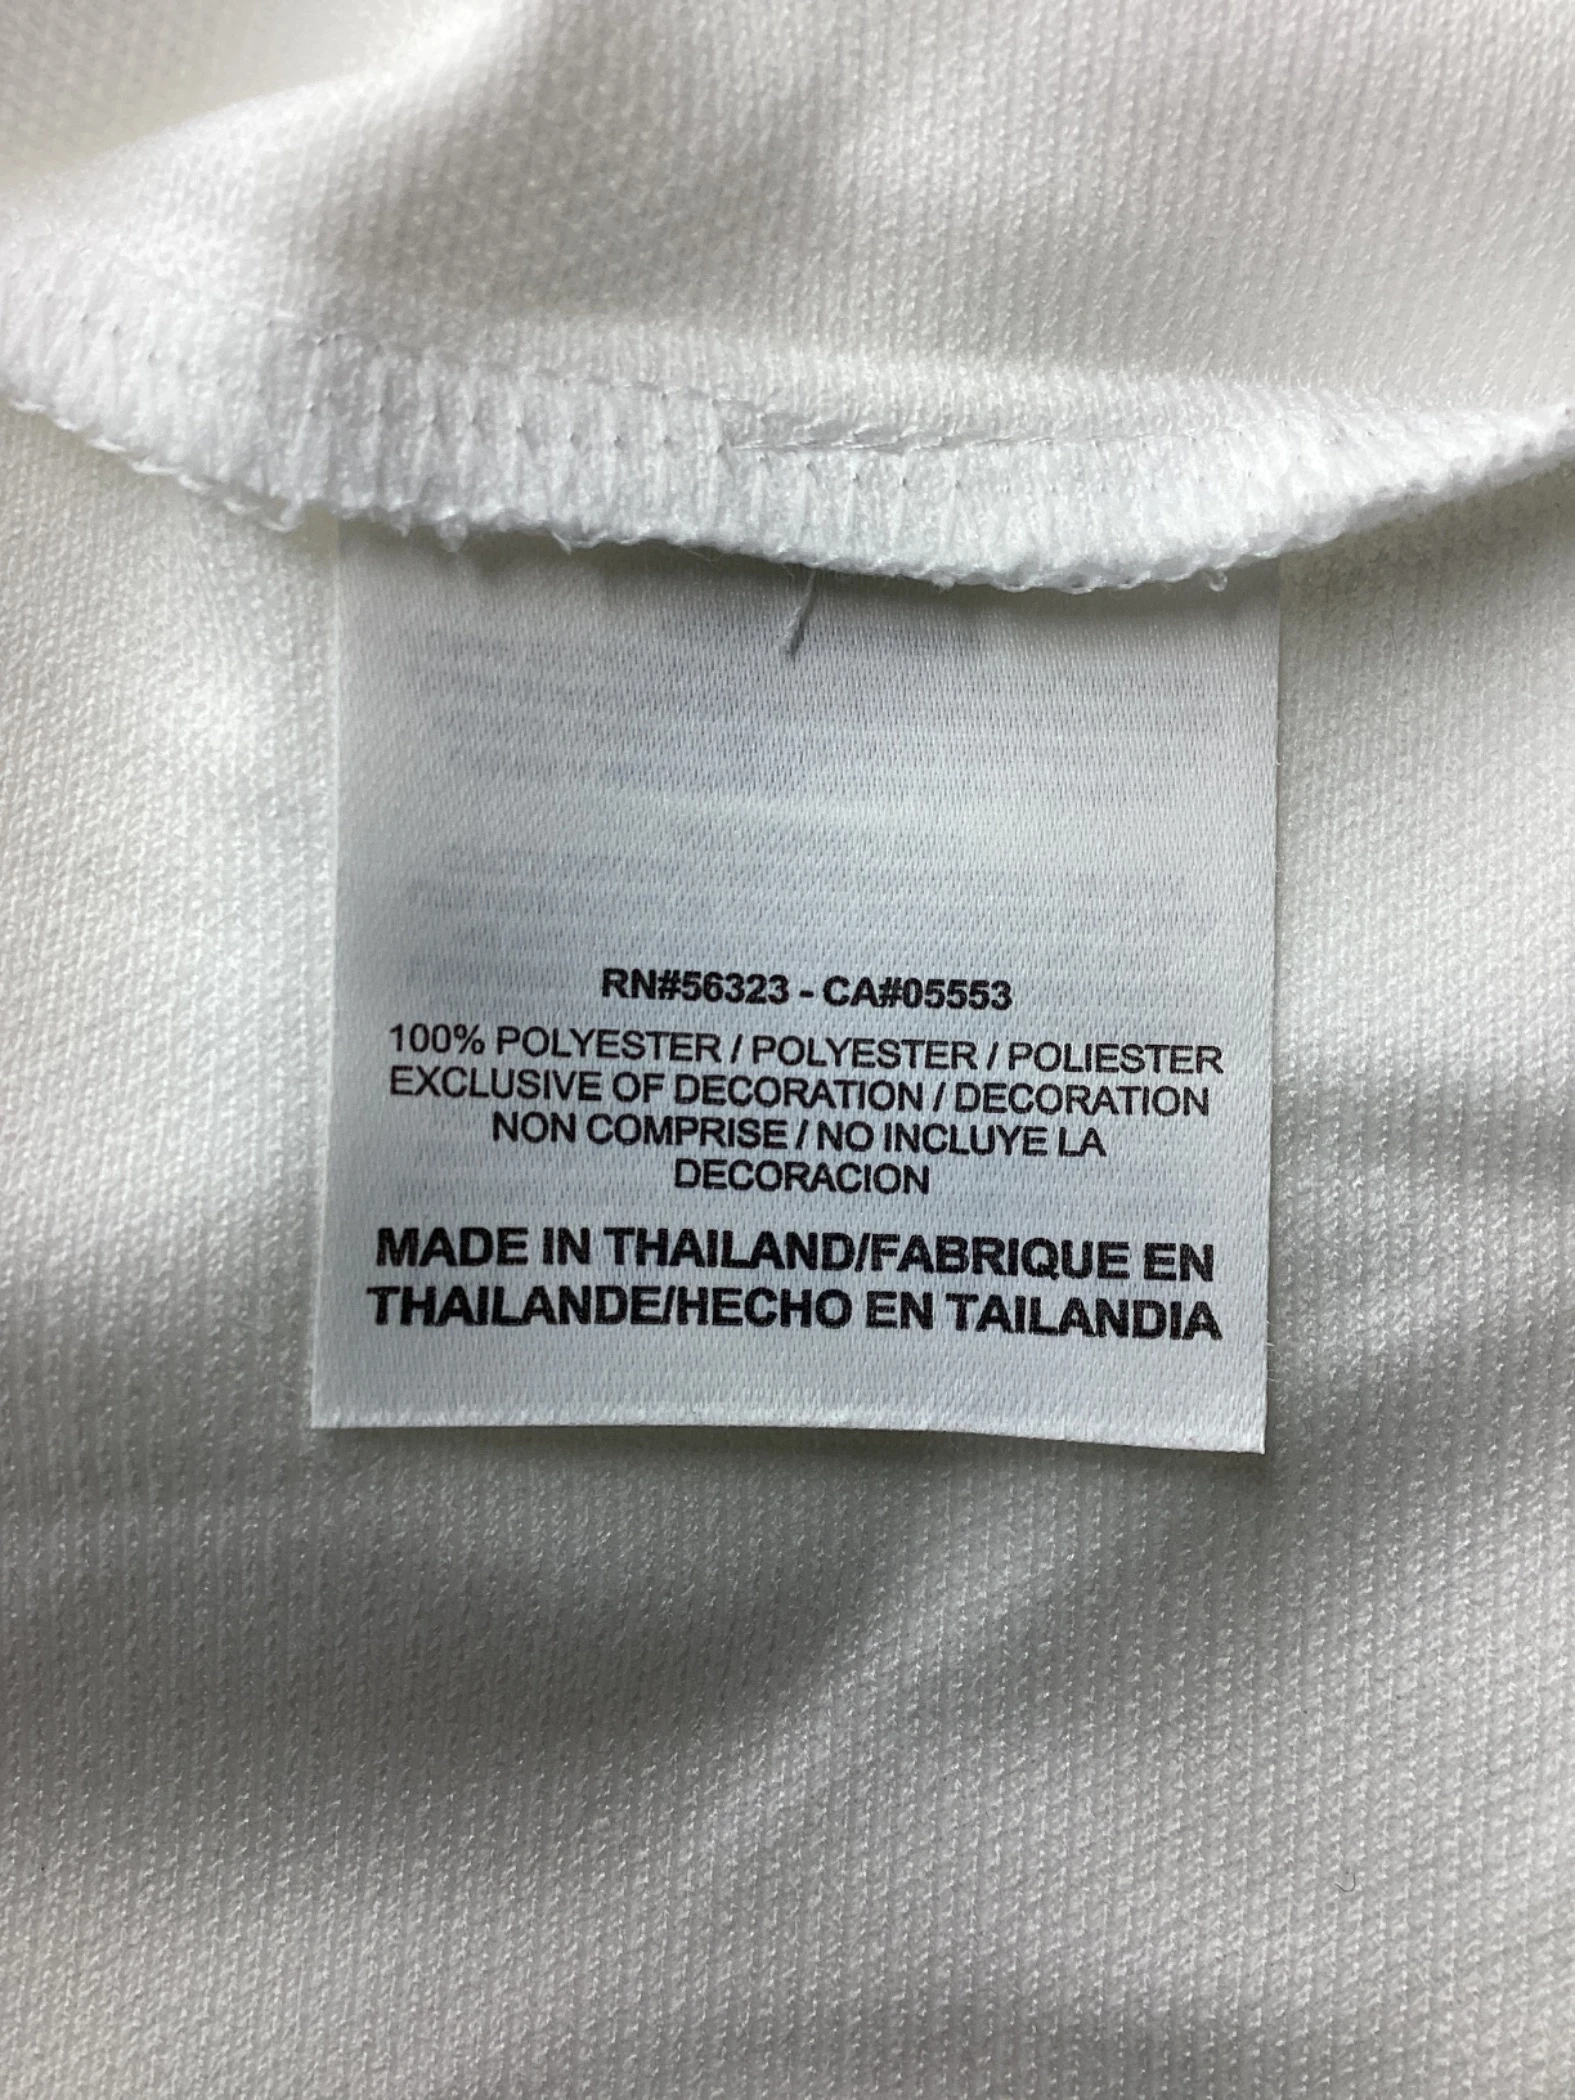 RN#56323 - CA#05553
100% POLYESTER / POLYESTER / POLIESTER
EXCLUSIVE OF DECORATION / DECORATION
NON COMPRISE / NO INCLUYE LA
DECORACION
MADE IN THAILAND/FABRIQUE EN
THAILANDE/HECHO EN TAILANDIA